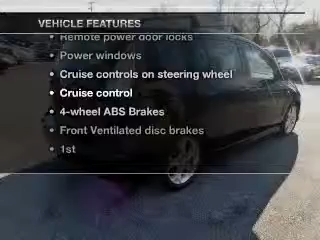 VEHICLE FEATURES
• Remote power door locks
• Power windows
• Cruise controls on steering wheel
• Cruise control
• 4-wheel ABS Brakes
• Front Ventilated disc brakes
• 1st